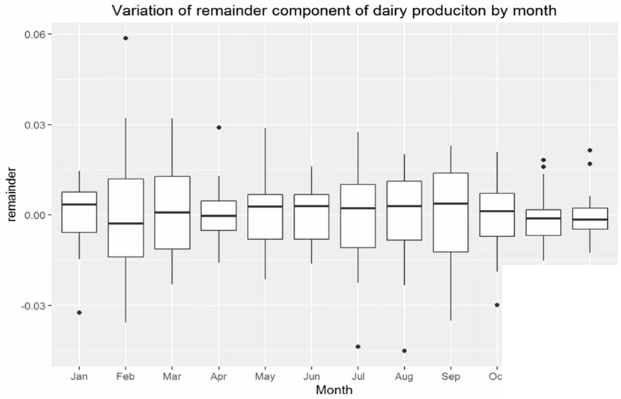 Variation of remainder component of dairy produciton by month
0.06
0.03
0.00
-0.03
remainder
Jan Feb Mar Apr May Jun Jul Aug Sep Oc
Month